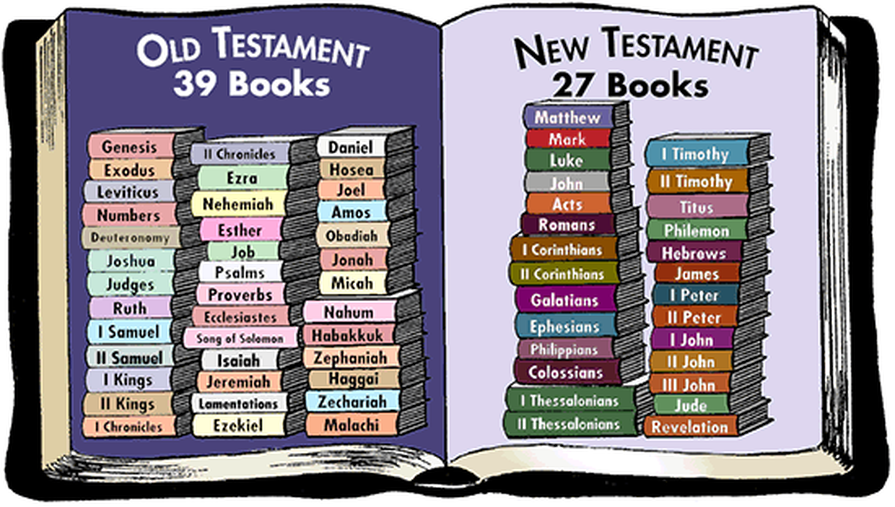 OLD TESTAMENT
39 Books
Genesis
Exodus
Leviticus
Numbers
Deuteronomy
Joshua
Judges
Ruth
I Samuel
II Samuel
I Kings
II Kings
I Chronicles
II Chronicles
Ezra
Nehemiah
Esther
Job
Psalms
Proverbs
Ecclesiastes
Song of Solomon
Isaiah
Jeremiah
Lamentations
Ezekiel
Daniel
Hosea
Joel
Amos
Obadiah
Jonah
Micah
Nahum
Habakkuk
Zephaniah
Haggai
Zechariah
Malachi
NEW TESTAMENT
27 Books
Matthew
Mark
Luke
John
Acts
Romans
I Corinthians
II Corinthians
Galatians
Ephesians
Philippians
Colossians
I Thessalonians
II Thessalonians
I Timothy
II Timothy
Titus
Philemon
Hebrews
James
I Peter
II Peter
I John
II John
III John
Jude
Revelation